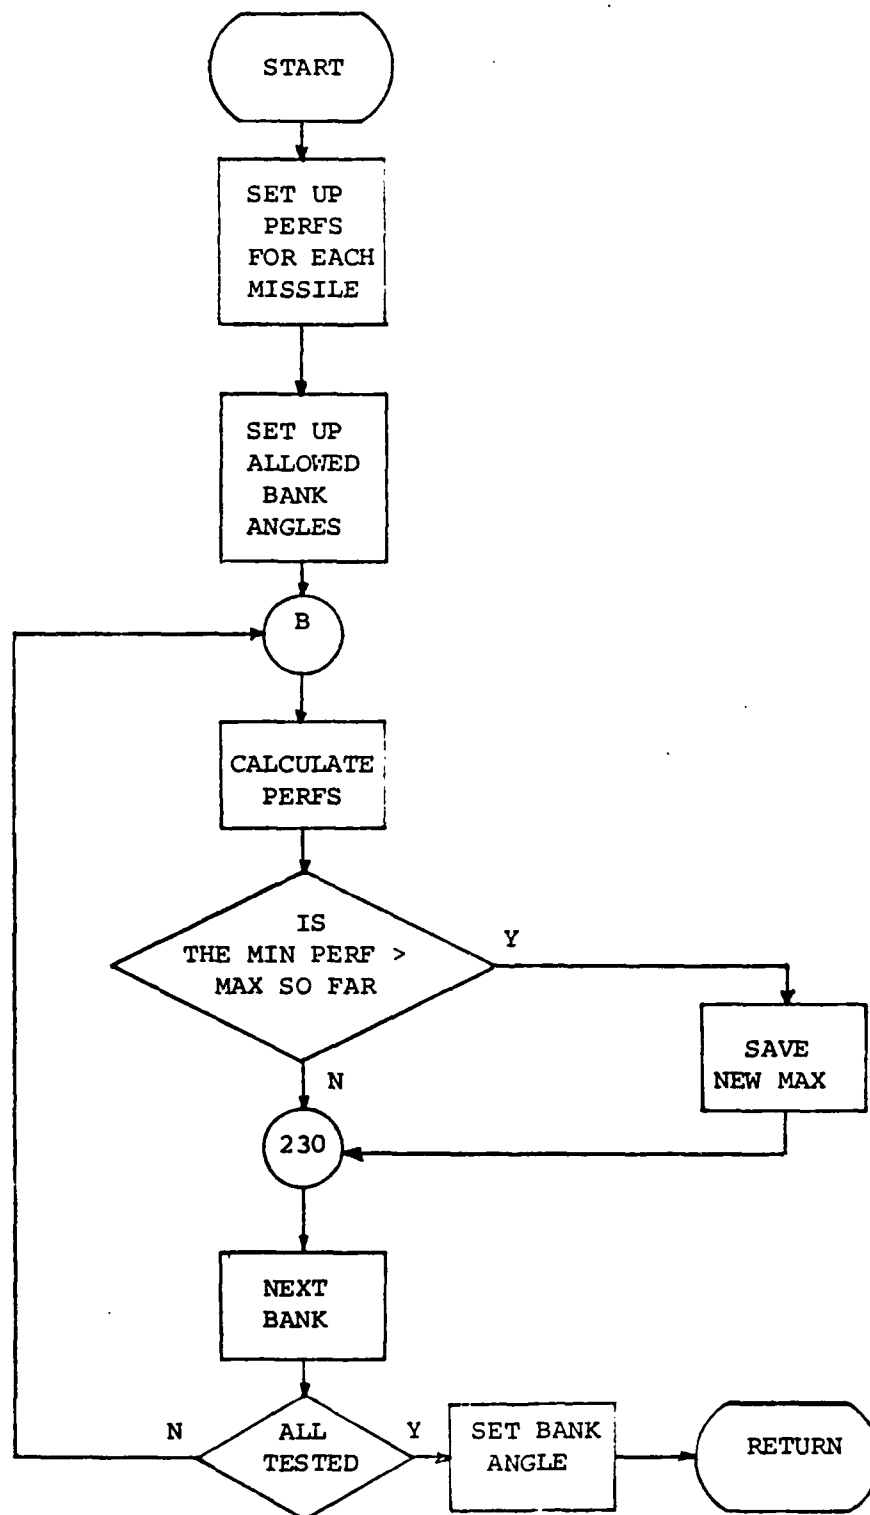 START
SET UP
PERFS
FOR EACH
MISSILE
SET UP
ALLOWED
BANK
ANGLES
B
CALCULATE
PERFS
IS
THE MIN PERF >
MAX SO FAR
Y
SAVE
NEW MAX
N
230
NEXT
BANK
N
ALL
TESTED
Y
SET BANK
ANGLE
RETURN